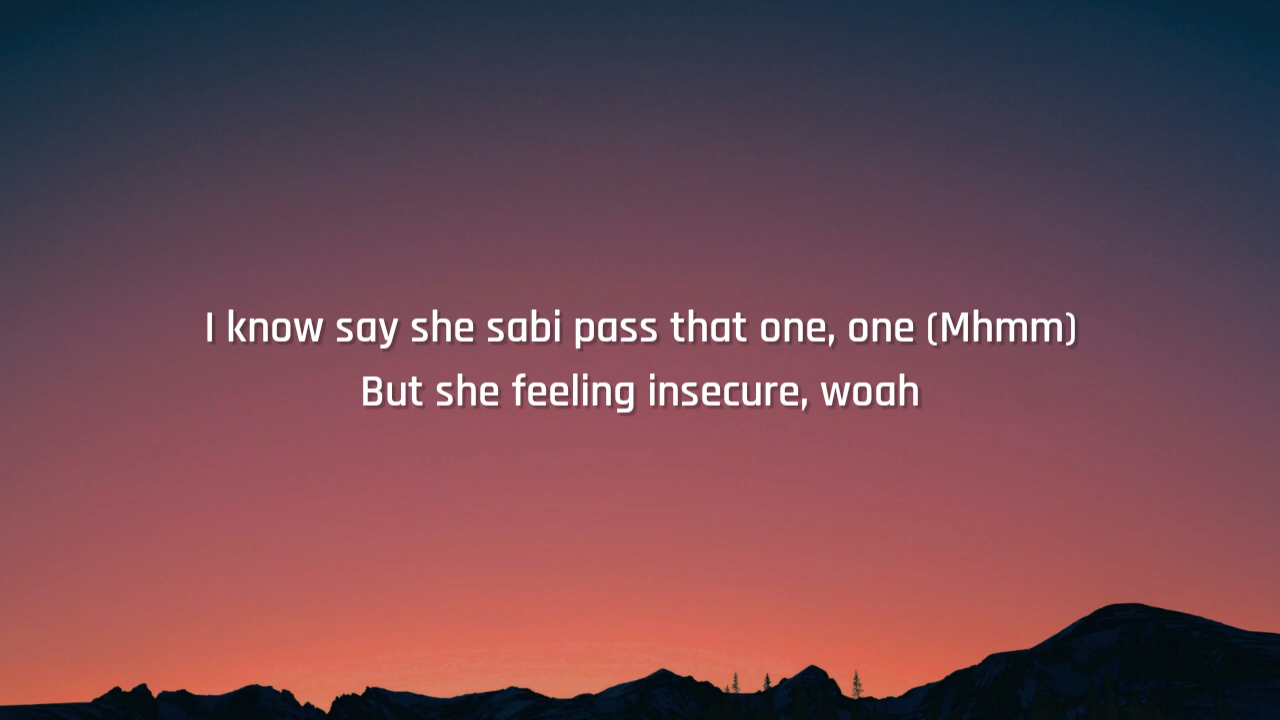 I know say she sabi pass that one, one (Mhmm)
But she feeling insecure, woah